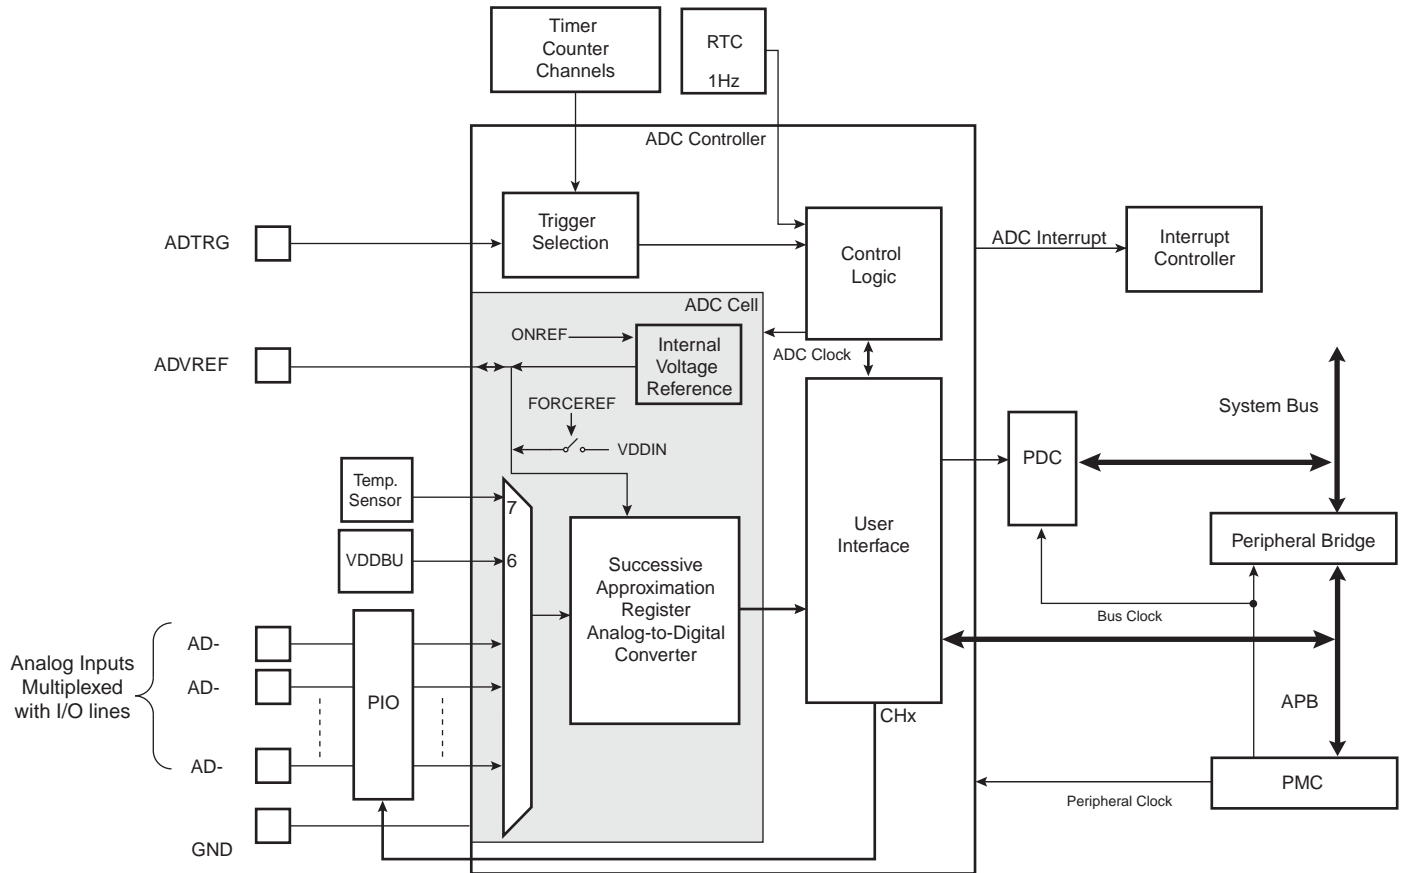 Timer
Counter
Channels
RTC
1Hz
ADC Controller
ADTRG
Trigger
Selection
Control
Logic
ADC Interrupt
Interrupt
Controller
ADC Cell
ONREF
Internal
Voltage
Reference
ADC Clock
ADVREF
FORCEREF
VDDIN
System Bus
PDC
Temp.
Sensor
7
VDDBU
6
Successive
Approximation
Register
Analog-to-Digital
Converter
User
Interface
Peripheral Bridge
Bus Clock
Analog Inputs
Multiplexed
with I/O lines
AD-
AD-
AD-
PIO
CHx
APB
PMC
Peripheral Clock
GND